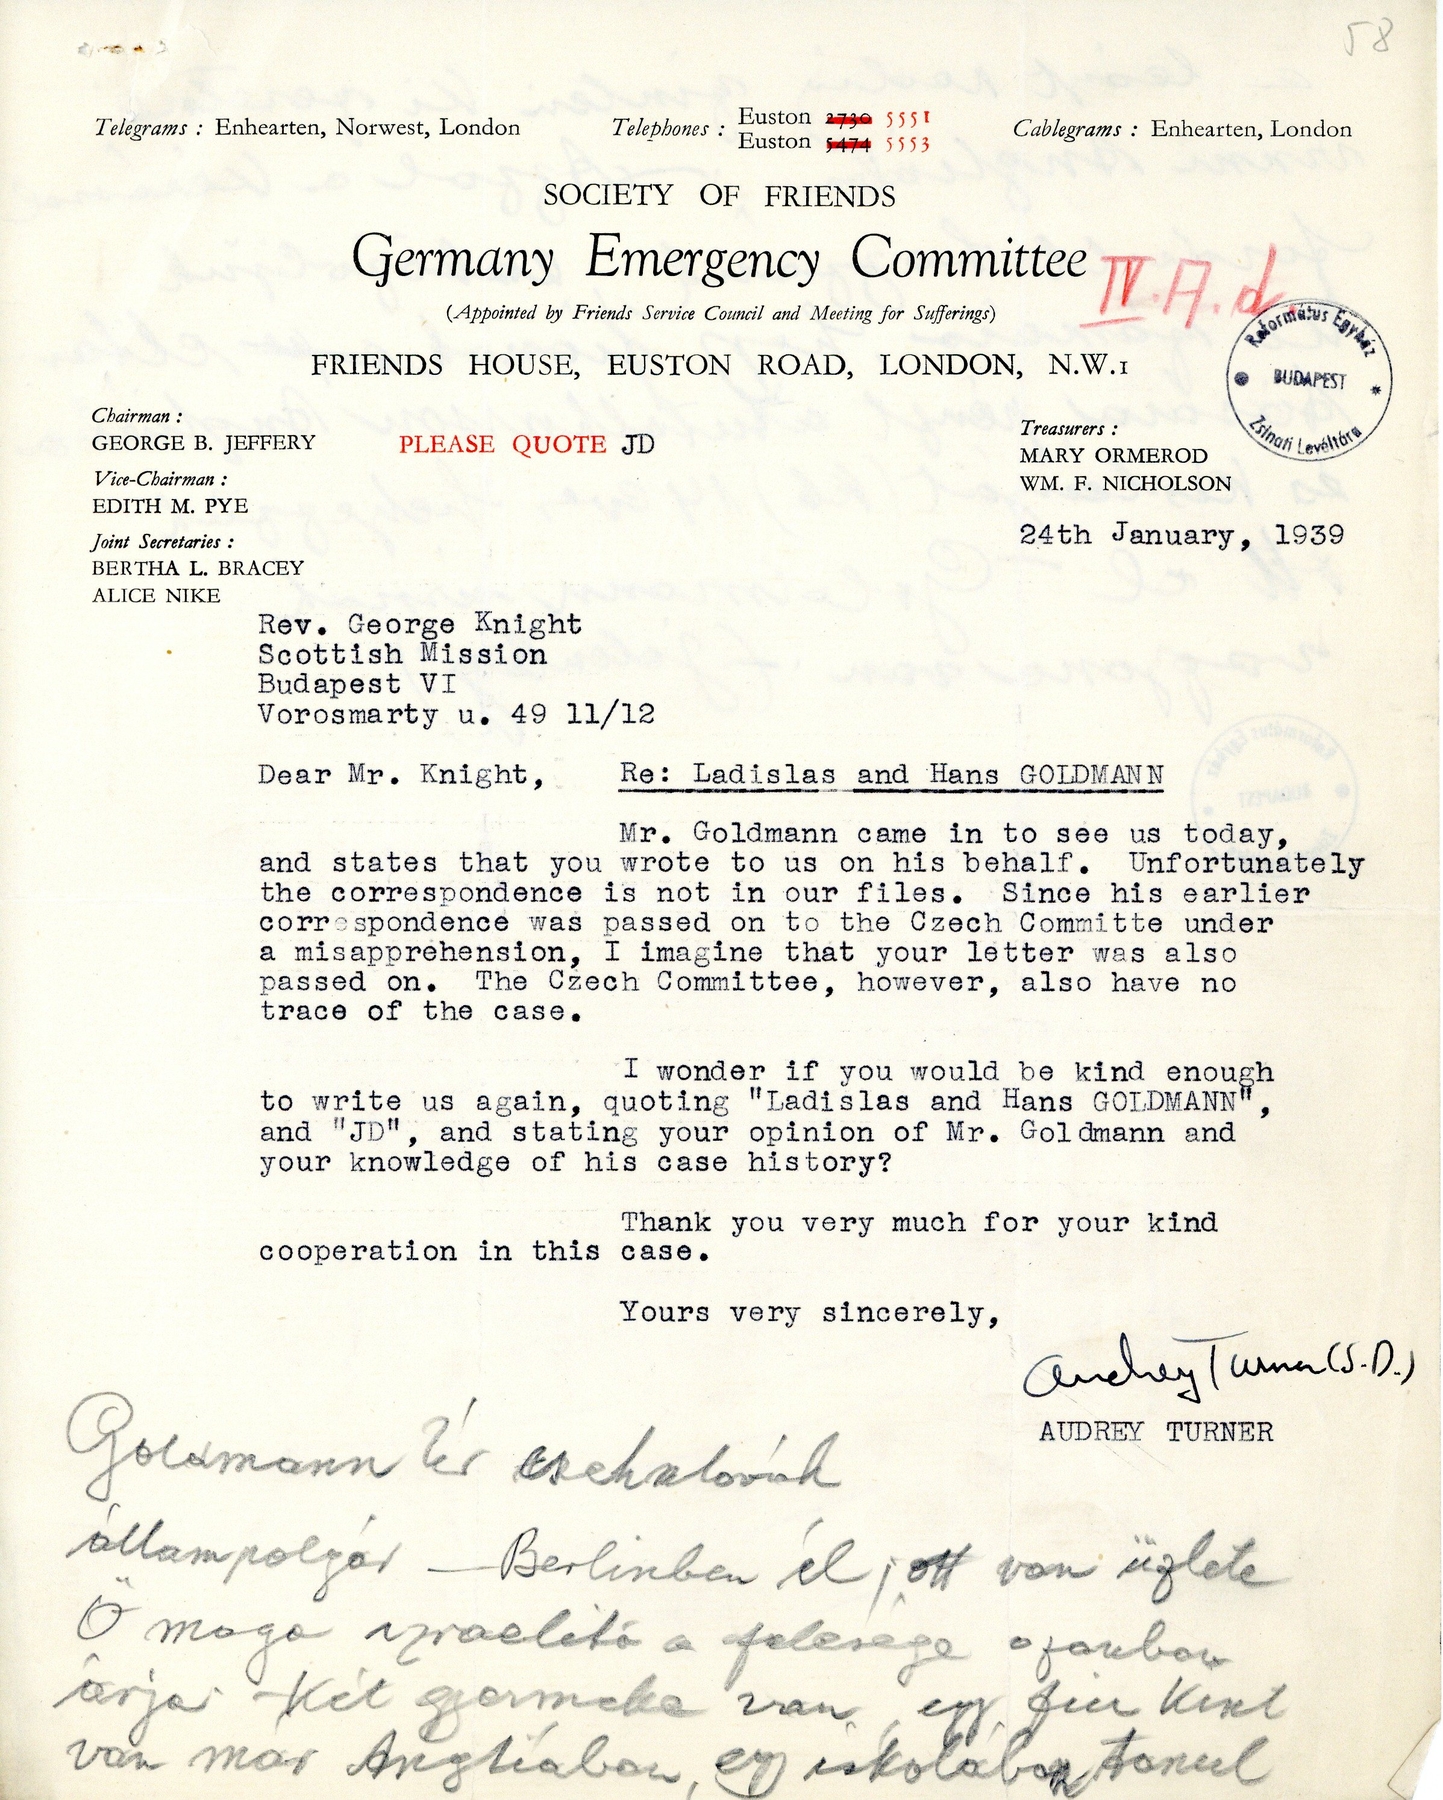 58
Telegrams : Enhearten, Norwest, London
Telephones : Euston 2730 5551
Euston 5474 5553
Cablegrams : Enhearten, London
SOCIETY OF FRIENDS
Germany Emergency Committee
IV. A. d.
(Appointed by Friends Service Council and Meeting for Sufferings)
FRIENDS HOUSE, EUSTON ROAD, LONDON, N.W.1
Református Egyház
BUDAPEST
Zsinati Levéltára
Chairman :
GEORGE B. JEFFERY
PLEASE QUOTE JD
Vice-Chairman :
EDITH M. PYE
Joint Secretaries :
BERTHA L. BRACEY
ALICE NIKE
Treasurers :
MARY ORMEROD
WM. F. NICHOLSON
24th January, 1939
Rev. George Knight
Scottish Mission
Budapest VI
Vorosmarty u. 49 11/12
Dear Mr. Knight, Re: Ladislas and Hans GOLDMANN
Mr. Goldmann came in to see us today,
and states that you wrote to us on his behalf. Unfortunately
the correspondence is not in our files. Since his earlier
correspondence was passed on to the Czech Committe under
a misapprehension, I imagine that your letter was also
passed on. The Czech Committee, however, also have no
trace of the case.
I wonder if you would be kind enough
to write us again, quoting "Ladislas and Hans GOLDMANN",
and "JD", and stating your opinion of Mr. Goldmann and
your knowledge of his case history?
Thank you very much for your kind
cooperation in this case.
Yours very sincerely,
Audrey Turner (S.D.)
AUDREY TURNER
Goldmann úr csehszlovák
állampolgár — Berlinben él, ott van üzlete
Ő maga izraelita a felesége azonban
árja. Két gyermeke van, egy fiú kint
van már Angliában, egy iskolában tanul